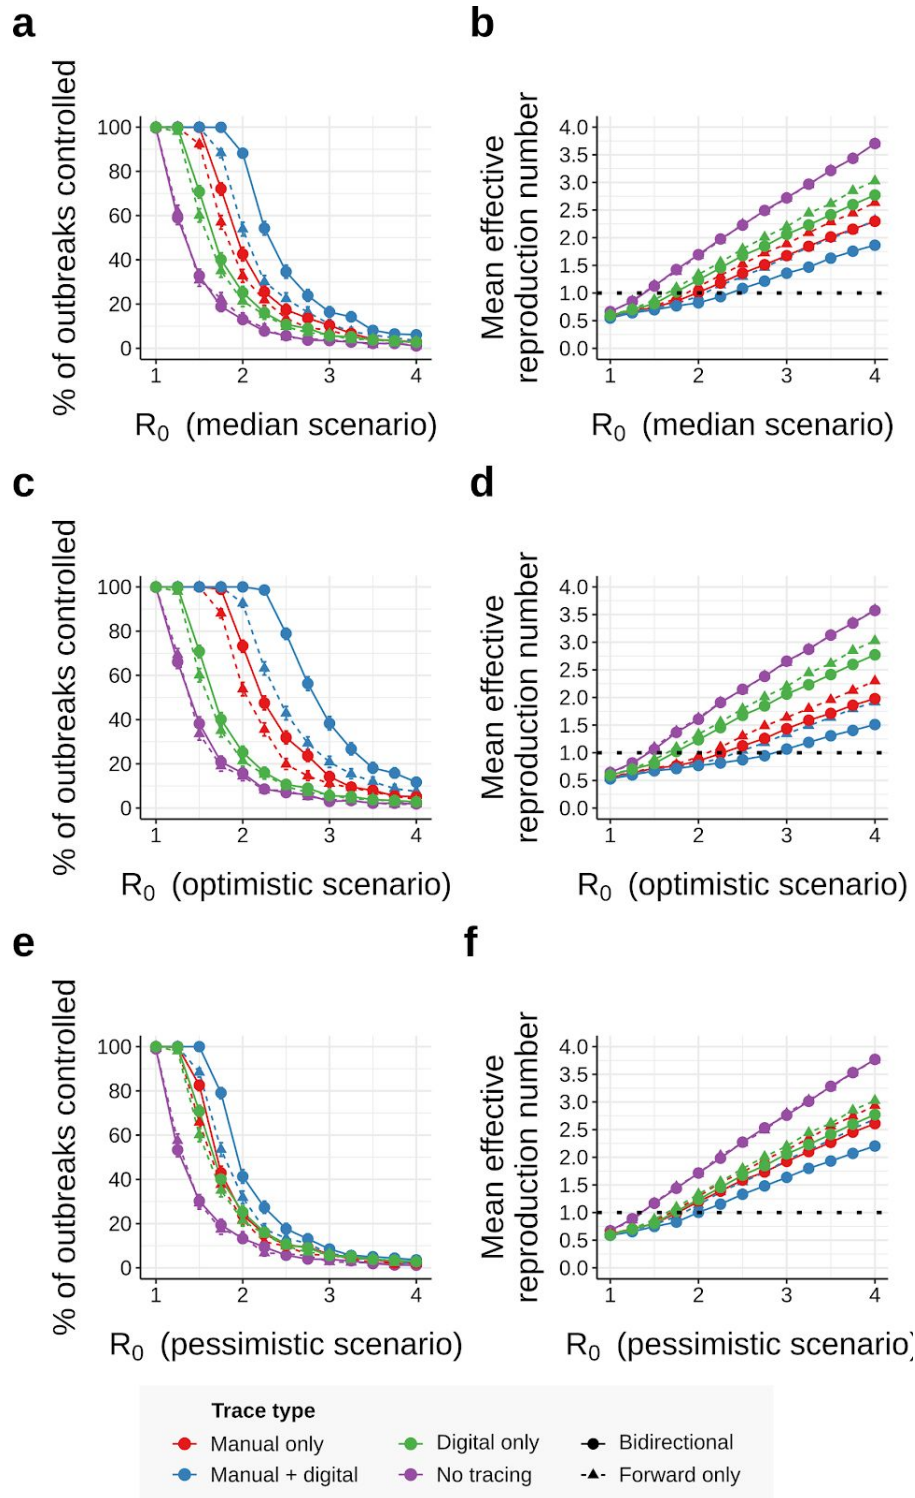 a
b
% of outbreaks controlled
100
80
60
40
20
0
1 2 3 4
R0 (median scenario)
Mean effective
reproduction number
4.0
3.5
3.0
2.5
2.0
1.5
1.0
0.5
0.0
1 2 3 4
R0 (median scenario)
c
d
% of outbreaks controlled
100
80
60
40
20
0
1 2 3 4
R0 (optimistic scenario)
Mean effective
reproduction number
4.0
3.5
3.0
2.5
2.0
1.5
1.0
0.5
0.0
1 2 3 4
R0 (optimistic scenario)
e
f
% of outbreaks controlled
100
80
60
40
20
0
1 2 3 4
R0 (pessimistic scenario)
Mean effective
reproduction number
4.0
3.5
3.0
2.5
2.0
1.5
1.0
0.5
0.0
1 2 3 4
R0 (pessimistic scenario)
Trace type
Manual only
Digital only
Bidirectional
Manual + digital
No tracing
Forward only